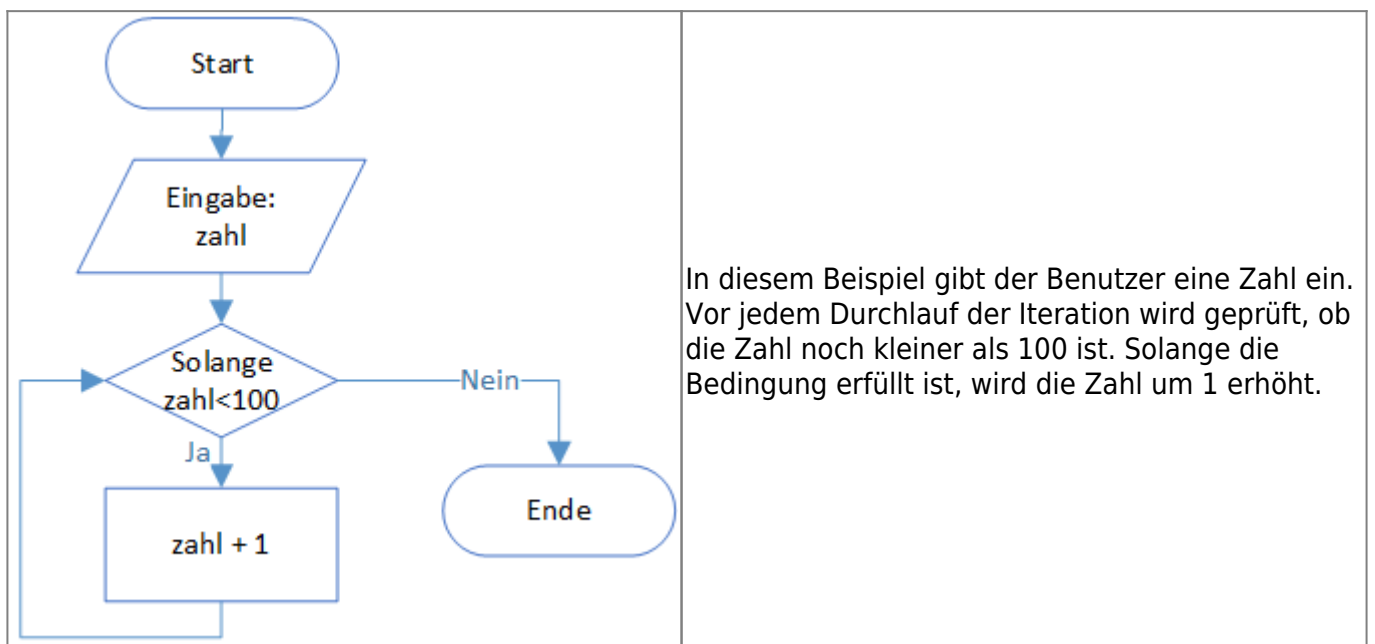 Start
Eingabe:
zahl
Solange
zahl<100
Nein
Ja
zahl + 1
Ende
In diesem Beispiel gibt der Benutzer eine Zahl ein.
Vor jedem Durchlauf der Iteration wird geprüft, ob
die Zahl noch kleiner als 100 ist. Solange die
Bedingung erfüllt ist, wird die Zahl um 1 erhöht.